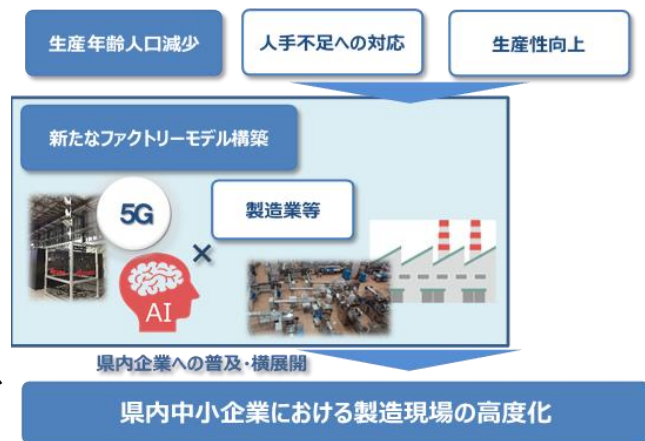 生産年齢人口減少
人手不足への対応
生産性向上
新たなファクトリーモデル構築
5G
製造業等
×
AI
県内企業への普及・横展開
県内中小企業における製造現場の高度化